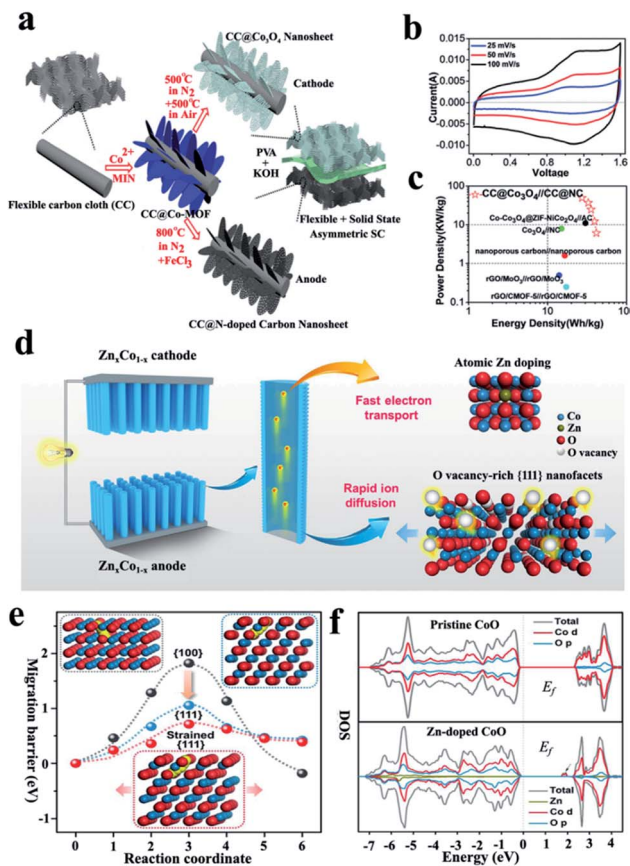 a
CC@Co3O4 Nanosheet
500°C
in N2
+500°C
in Air
Cathode
Co2+
MIN
PVA
+
KOH
Flexible carbon cloth (CC)
CC@Co-MOF
Flexible + Solid State
Asymmetric SC
800°C
in N2
+FeCl3
Anode
CC@N-doped Carbon Nanosheet
b
25 mV/s
50 mV/s
100 mV/s
Current(A)
0.015
0.010
0.005
0.000
-0.005
-0.010
0.0 0.4 0.8 1.2 1.6
Voltage
c
Power Density(KW/kg)
100
10
1
0.1
CC@Co3O4//CC@NC
Co-Co3O4@ZIF-NiCo2O4//AC
Co3O4//NC
nanoporous carbon//nanoporous carbon
rGO/MoO3//rGO/MoO3
rGO/CMOF-5//rGO/CMOF-5
1 10 100
Energy Density(Wh/kg)
d
ZnxCo1-x cathode
ZnxCo1-x anode
Fast electron
transport
Rapid ion
diffusion
Atomic Zn doping
Co
Zn
O
O vacancy
O vacancy-rich {111} nanofacets
e
Migration barrier (eV)
2
1
0
-1
{100}
{111}
Strained
{111}
0 1 2 3 4 5 6
Reaction coordinate
f
DOS
Pristine CoO
Total
Co d
O p
Ef
Zn-doped CoO
Ef
Total
Zn
Co d
O p
-7 -6 -5 -4 -3 -2 -1 0 1 2 3 4
Energy (eV)